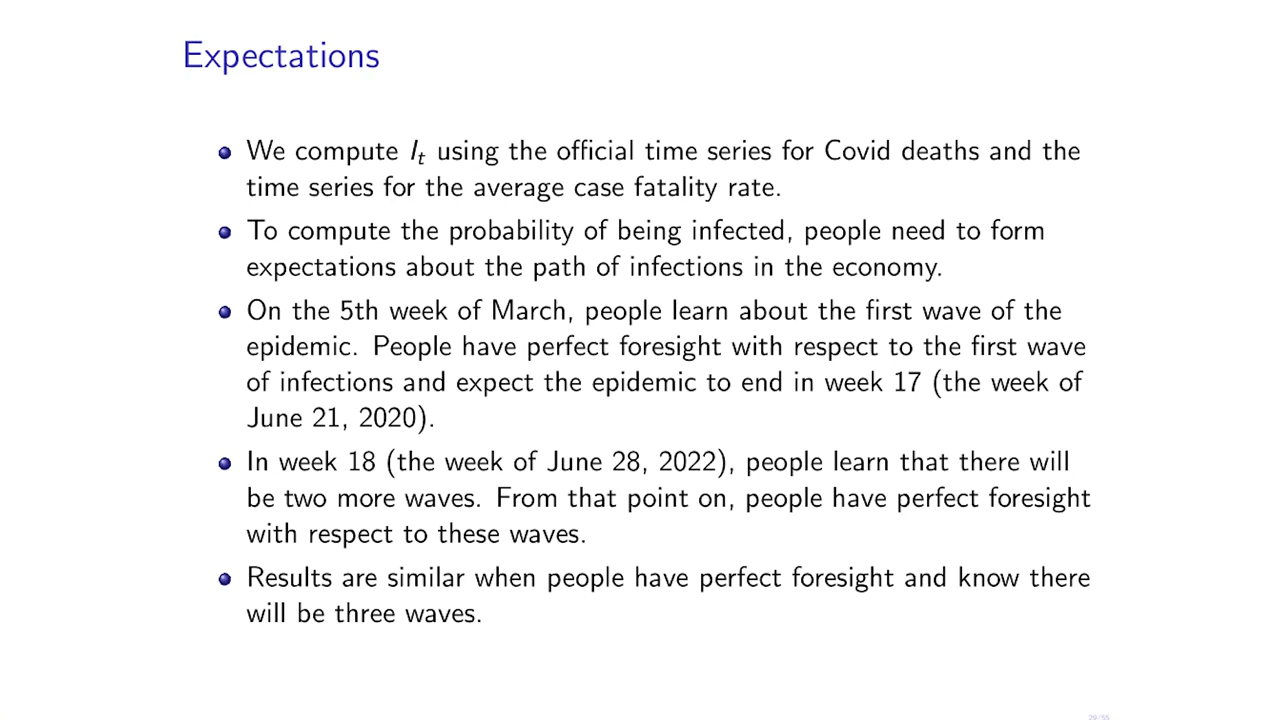 Expectations
We compute I_t using the official time series for Covid deaths and the
time series for the average case fatality rate.
To compute the probability of being infected, people need to form
expectations about the path of infections in the economy.
On the 5th week of March, people learn about the first wave of the
epidemic. People have perfect foresight with respect to the first wave
of infections and expect the epidemic to end in week 17 (the week of
June 21, 2020).
In week 18 (the week of June 28, 2022), people learn that there will
be two more waves. From that point on, people have perfect foresight
with respect to these waves.
Results are similar when people have perfect foresight and know there
will be three waves.
29/55